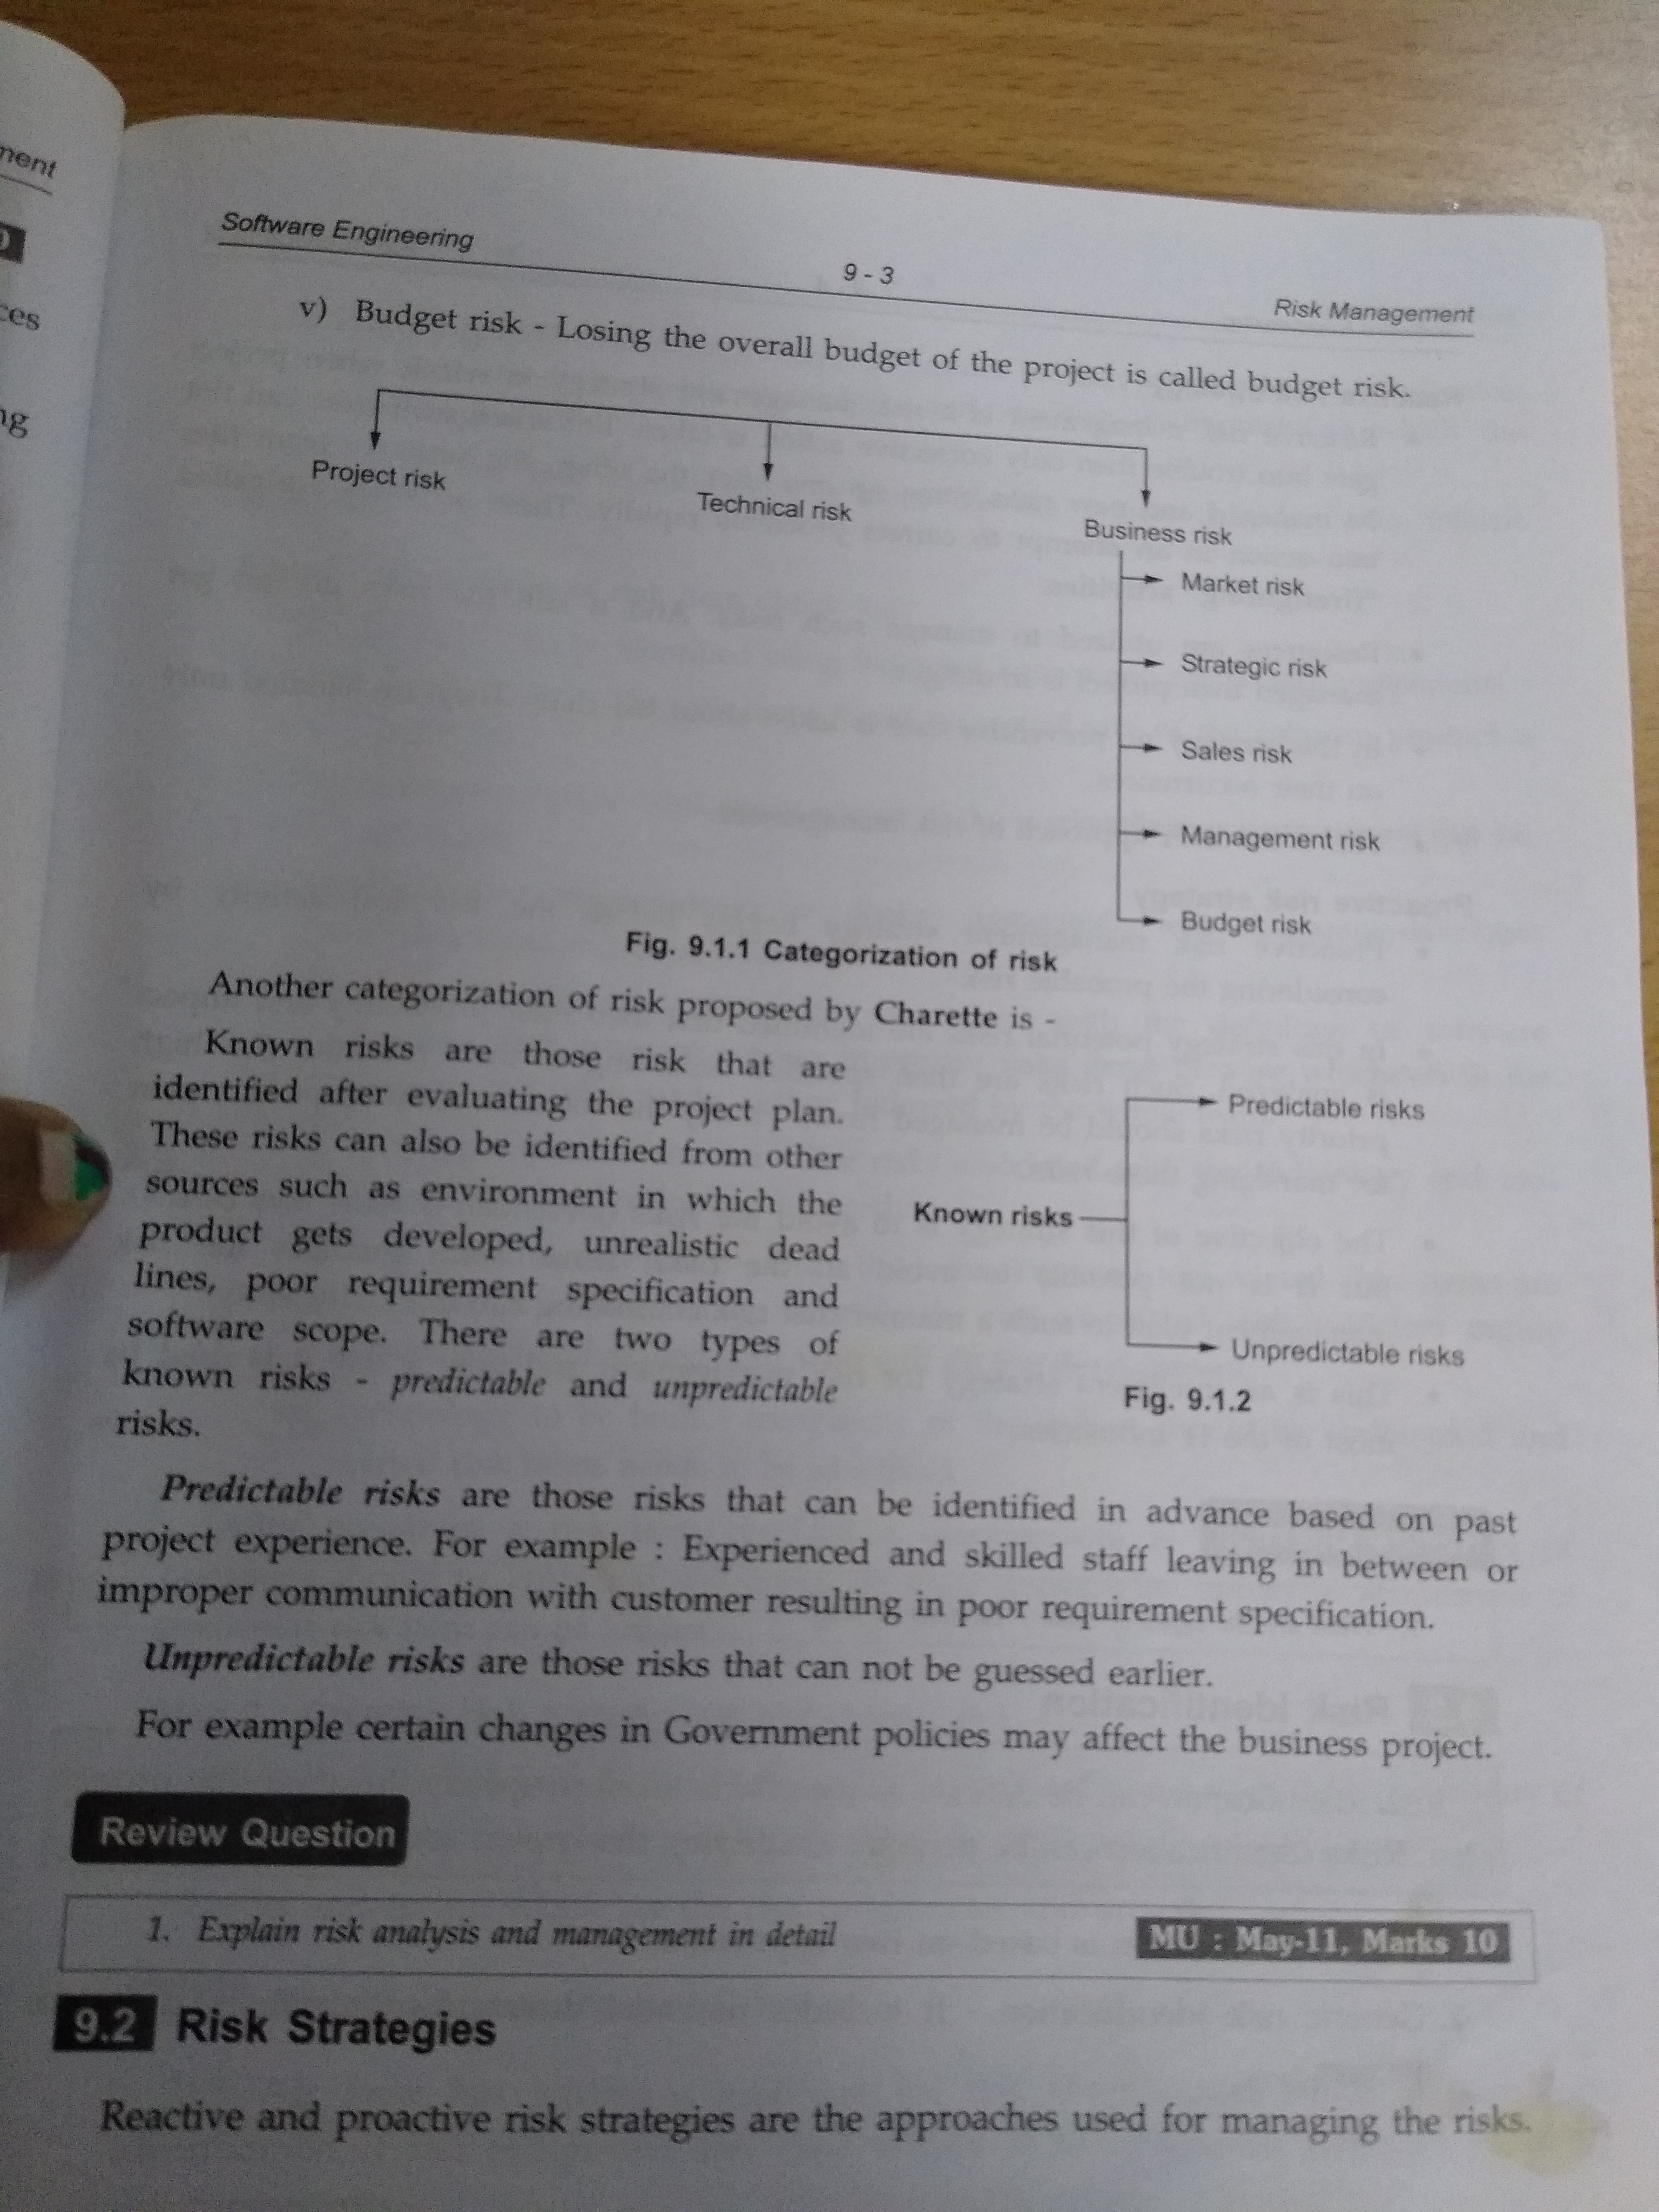 ment
ces
ng
Software Engineering
9 - 3
Risk Management
v) Budget risk - Losing the overall budget of the project is called budget risk.
Project risk
Technical risk
Business risk
Market risk
Strategic risk
Sales risk
Management risk
Budget risk
Fig. 9.1.1 Categorization of risk
Another categorization of risk proposed by Charette is -
Known risks are those risk that are
identified after evaluating the project plan.
These risks can also be identified from other
sources such as environment in which the
product gets developed, unrealistic dead
lines, poor requirement specification and
software scope. There are two types of
known risks - predictable and unpredictable
risks.
Predictable risks
Known risks
Unpredictable risks
Fig. 9.1.2
Predictable risks are those risks that can be identified in advance based on past
project experience. For example : Experienced and skilled staff leaving in between or
improper communication with customer resulting in poor requirement specification.
Unpredictable risks are those risks that can not be guessed earlier.
For example certain changes in Government policies may affect the business project.
Review Question
1. Explain risk analysis and management in detail
MU : May-11, Marks 10
9.2 Risk Strategies
Reactive and proactive risk strategies are the approaches used for managing the risks.